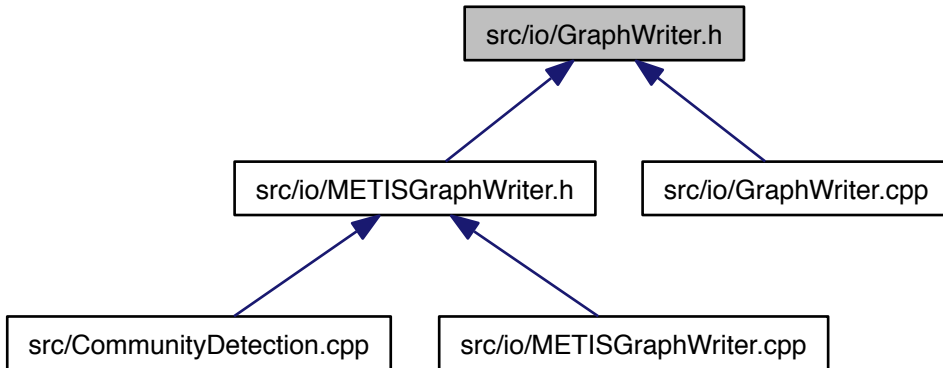 src/io/GraphWriter.h
src/io/METISGraphWriter.h
src/io/GraphWriter.cpp
src/CommunityDetection.cpp
src/io/METISGraphWriter.cpp